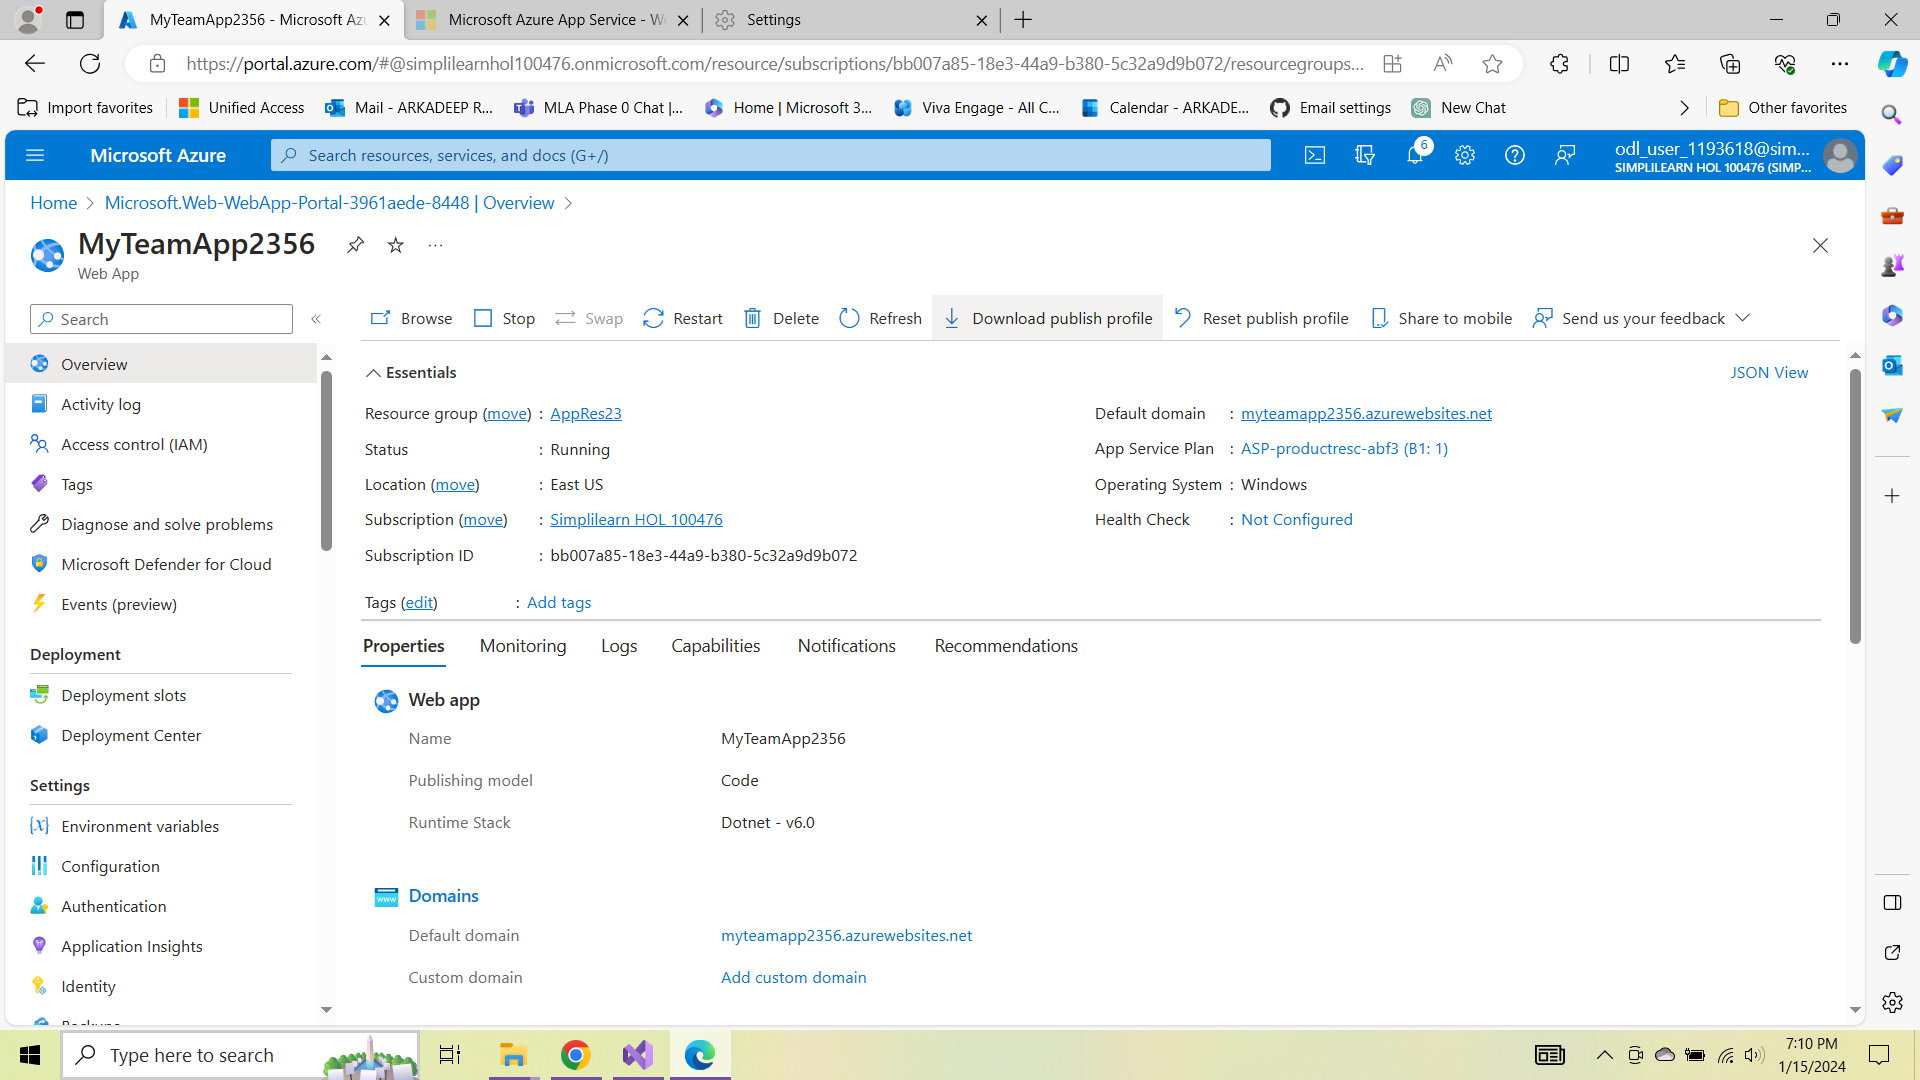 MyTeamApp2356 - Microsoft Azu
Microsoft Azure App Service - We
Settings
https://portal.azure.com/#@simplilearnhol100476.onmicrosoft.com/resource/subscriptions/bb007a85-18e3-44a9-b380-5c32a9d9b072/resourcegroups...
Import favorites
Unified Access
Mail - ARKADEEP R...
MLA Phase 0 Chat |...
Home | Microsoft 3...
Viva Engage - All C...
Calendar - ARKADE...
Email settings
New Chat
Other favorites
Microsoft Azure
Search resources, services, and docs (G+/)
6
odl_user_1193618@sim...
SIMPLILEARN HOL 100476 (SIMP...
Home > Microsoft.Web-WebApp-Portal-3961aede-8448 | Overview >
MyTeamApp2356
Web App
Search
Overview
Activity log
Access control (IAM)
Tags
Diagnose and solve problems
Microsoft Defender for Cloud
Events (preview)
Deployment
Deployment slots
Deployment Center
Settings
Environment variables
Configuration
Authentication
Application Insights
Identity
Backups
Browse
Stop
Swap
Restart
Delete
Refresh
Download publish profile
Reset publish profile
Share to mobile
Send us your feedback
Essentials
JSON View
Resource group (move) : AppRes23
Status : Running
Location (move) : East US
Subscription (move) : Simplilearn HOL 100476
Subscription ID : bb007a85-18e3-44a9-b380-5c32a9d9b072
Default domain : myteamapp2356.azurewebsites.net
App Service Plan : ASP-productresc-abf3 (B1: 1)
Operating System : Windows
Health Check : Not Configured
Tags (edit) : Add tags
Properties
Monitoring
Logs
Capabilities
Notifications
Recommendations
Web app
Name MyTeamApp2356
Publishing model Code
Runtime Stack Dotnet - v6.0
www
Domains
Default domain myteamapp2356.azurewebsites.net
Custom domain Add custom domain
Type here to search
7:10 PM
1/15/2024